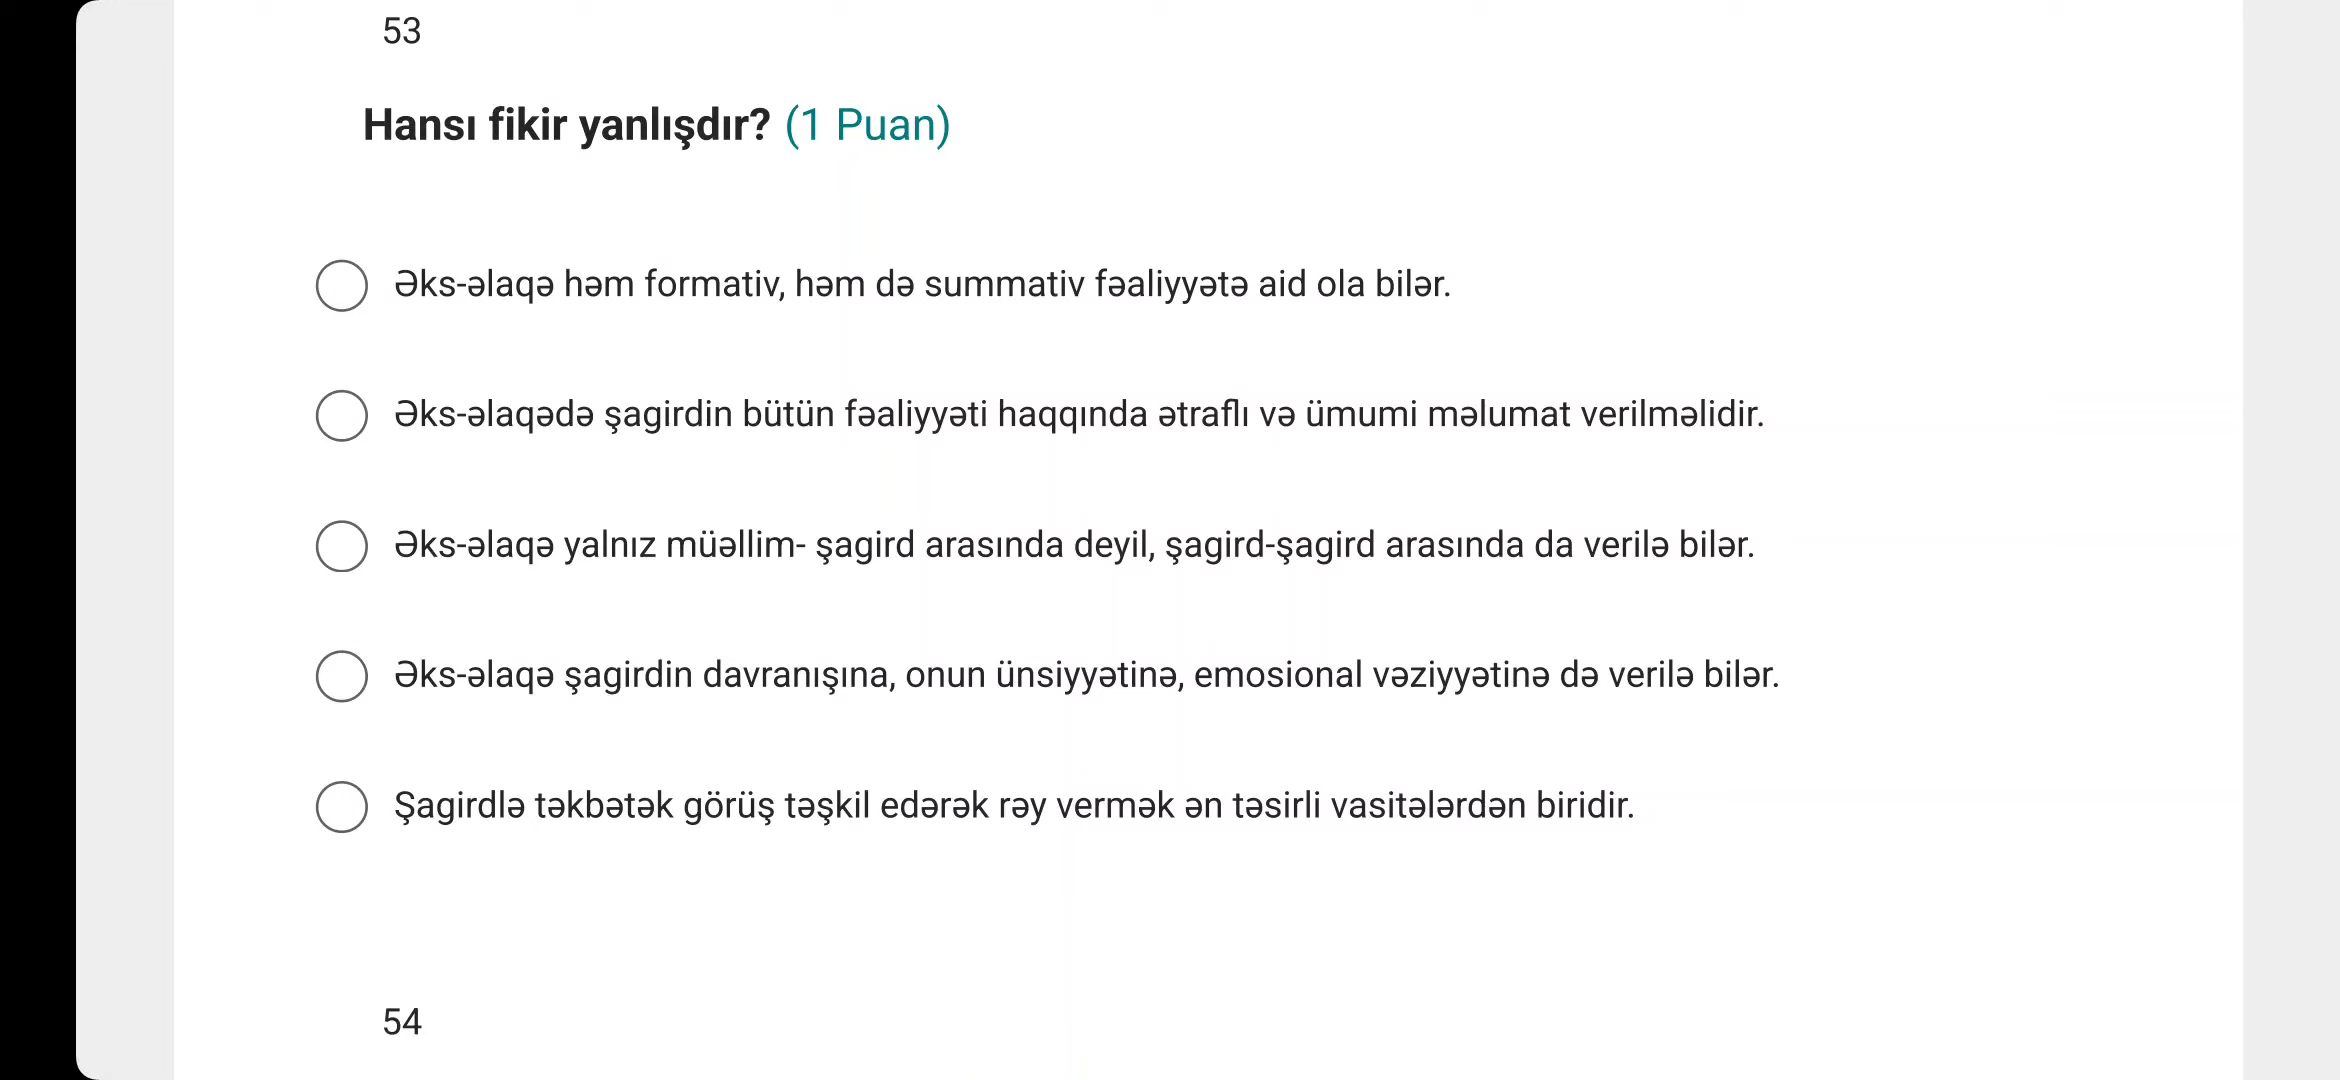 53
Hansı fikir yanlışdır? (1 Puan)
Əks-əlaqə həm formativ, həm də summativ fəaliyyətə aid ola bilər.
Əks-əlaqədə şagirdin bütün fəaliyyəti haqqında ətraflı və ümumi məlumat verilməlidir.
Əks-əlaqə yalnız müəllim- şagird arasında deyil, şagird-şagird arasında da verilə bilər.
Əks-əlaqə şagirdin davranışına, onun ünsiyyətinə, emosional vəziyyətinə də verilə bilər.
Şagirdlə təkbətək görüş təşkil edərək rəy vermək ən təsirli vasitələrdən biridir.
54